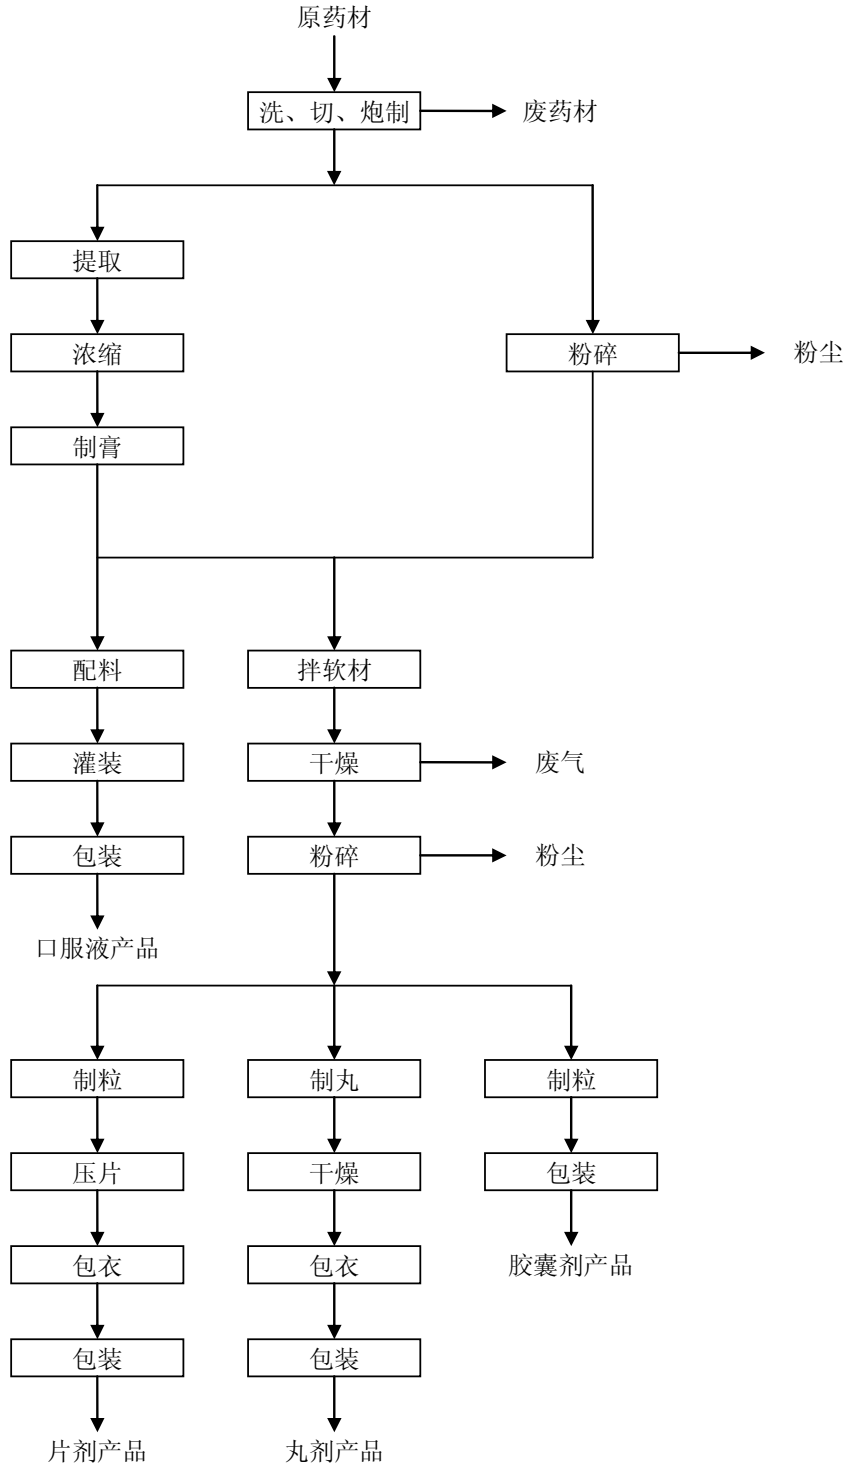 原药材
洗、切、炮制
废药材
提取
浓缩
粉碎
粉尘
制膏
配料
拌软材
灌装
干燥
废气
包装
粉碎
粉尘
口服液产品
制粒
制丸
制粒
压片
干燥
包装
包衣
包衣
胶囊剂产品
包装
包装
片剂产品
丸剂产品